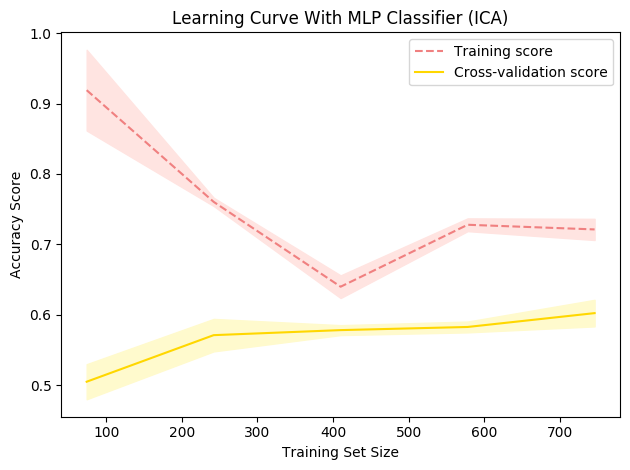 Learning Curve With MLP Classifier (ICA)
Training score
Cross-validation score
1.0
0.9
0.8
0.7
0.6
0.5
Accuracy Score
100 200 300 400 500 600 700
Training Set Size